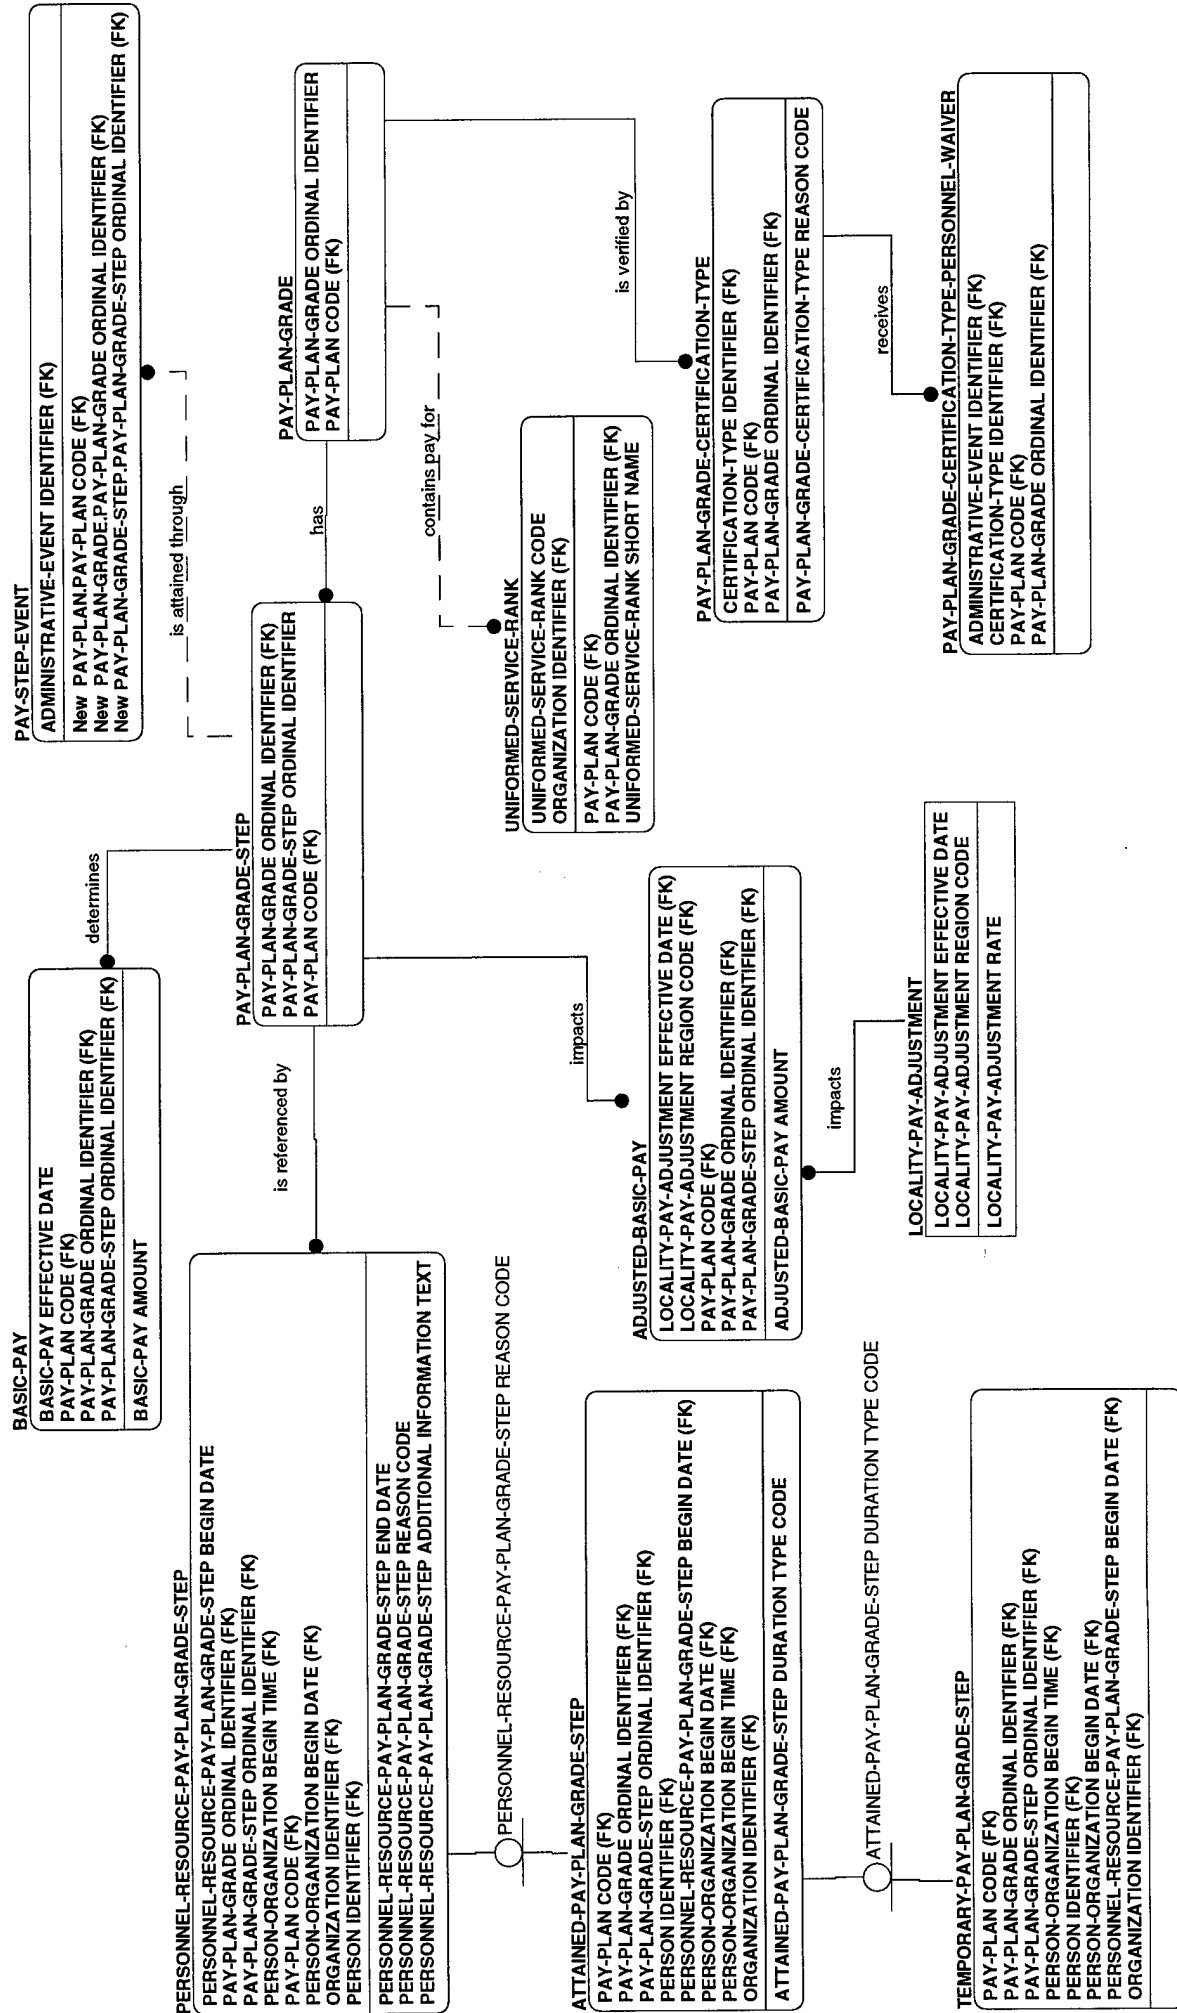 BASIC-PAY
BASIC-PAY EFFECTIVE DATE
PAY-PLAN CODE (FK)
PAY-PLAN-GRADE ORDINAL IDENTIFIER (FK)
PAY-PLAN-GRADE-STEP ORDINAL IDENTIFIER (FK)
BASIC-PAY AMOUNT
determines
PAY-STEP-EVENT
ADMINISTRATIVE-EVENT IDENTIFIER (FK)
New PAY-PLAN.PAY-PLAN CODE (FK)
New PAY-PLAN-GRADE.PAY-PLAN-GRADE ORDINAL IDENTIFIER (FK)
New PAY-PLAN-GRADE-STEP.PAY-PLAN-GRADE-STEP ORDINAL IDENTIFIER (FK)
is attained through
PERSONNEL-RESOURCE-PAY-PLAN-GRADE-STEP
PERSONNEL-RESOURCE-PAY-PLAN-GRADE-STEP BEGIN DATE
PAY-PLAN-GRADE ORDINAL IDENTIFIER (FK)
PAY-PLAN-GRADE-STEP ORDINAL IDENTIFIER (FK)
PERSON-ORGANIZATION BEGIN TIME (FK)
PAY-PLAN CODE (FK)
PERSON-ORGANIZATION BEGIN DATE (FK)
ORGANIZATION IDENTIFIER (FK)
PERSON IDENTIFIER (FK)
PERSONNEL-RESOURCE-PAY-PLAN-GRADE-STEP END DATE
PERSONNEL-RESOURCE-PAY-PLAN-GRADE-STEP REASON CODE
PERSONNEL-RESOURCE-PAY-PLAN-GRADE-STEP ADDITIONAL INFORMATION TEXT
is referenced by
PAY-PLAN-GRADE-STEP
PAY-PLAN-GRADE ORDINAL IDENTIFIER (FK)
PAY-PLAN-GRADE-STEP ORDINAL IDENTIFIER
PAY-PLAN CODE (FK)
has
PAY-PLAN-GRADE
PAY-PLAN-GRADE ORDINAL IDENTIFIER
PAY-PLAN CODE (FK)
contains pay for
PERSONNEL-RESOURCE-PAY-PLAN-GRADE-STEP REASON CODE
impacts
UNIFORMED-SERVICE-RANK
UNIFORMED-SERVICE-RANK CODE
ORGANIZATION IDENTIFIER (FK)
PAY-PLAN CODE (FK)
PAY-PLAN-GRADE ORDINAL IDENTIFIER (FK)
UNIFORMED-SERVICE-RANK SHORT NAME
is verified by
ATTAINED-PAY-PLAN-GRADE-STEP
PAY-PLAN CODE (FK)
PAY-PLAN-GRADE ORDINAL IDENTIFIER (FK)
PAY-PLAN-GRADE-STEP ORDINAL IDENTIFIER (FK)
PERSON IDENTIFIER (FK)
PERSONNEL-RESOURCE-PAY-PLAN-GRADE-STEP BEGIN DATE (FK)
PERSON-ORGANIZATION BEGIN DATE (FK)
PERSON-ORGANIZATION BEGIN TIME (FK)
ORGANIZATION IDENTIFIER (FK)
ATTAINED-PAY-PLAN-GRADE-STEP DURATION TYPE CODE
ADJUSTED-BASIC-PAY
LOCALITY-PAY-ADJUSTMENT EFFECTIVE DATE (FK)
LOCALITY-PAY-ADJUSTMENT REGION CODE (FK)
PAY-PLAN CODE (FK)
PAY-PLAN-GRADE ORDINAL IDENTIFIER (FK)
PAY-PLAN-GRADE-STEP ORDINAL IDENTIFIER (FK)
ADJUSTED-BASIC-PAY AMOUNT
PAY-PLAN-GRADE-CERTIFICATION-TYPE
CERTIFICATION-TYPE IDENTIFIER (FK)
PAY-PLAN CODE (FK)
PAY-PLAN-GRADE ORDINAL IDENTIFIER (FK)
PAY-PLAN-GRADE-CERTIFICATION-TYPE REASON CODE
ATTAINED-PAY-PLAN-GRADE-STEP DURATION TYPE CODE
impacts
receives
TEMPORARY-PAY-PLAN-GRADE-STEP
PAY-PLAN CODE (FK)
PAY-PLAN-GRADE ORDINAL IDENTIFIER (FK)
PAY-PLAN-GRADE-STEP ORDINAL IDENTIFIER (FK)
PERSON-ORGANIZATION BEGIN TIME (FK)
PERSON IDENTIFIER (FK)
PERSON-ORGANIZATION BEGIN DATE (FK)
PERSONNEL-RESOURCE-PAY-PLAN-GRADE-STEP BEGIN DATE (FK)
ORGANIZATION IDENTIFIER (FK)
LOCALITY-PAY-ADJUSTMENT
LOCALITY-PAY-ADJUSTMENT EFFECTIVE DATE
LOCALITY-PAY-ADJUSTMENT REGION CODE
LOCALITY-PAY-ADJUSTMENT RATE
PAY-PLAN-GRADE-CERTIFICATION-TYPE-PERSONNEL-WAIVER
ADMINISTRATIVE-EVENT IDENTIFIER (FK)
CERTIFICATION-TYPE IDENTIFIER (FK)
PAY-PLAN CODE (FK)
PAY-PLAN-GRADE ORDINAL IDENTIFIER (FK)